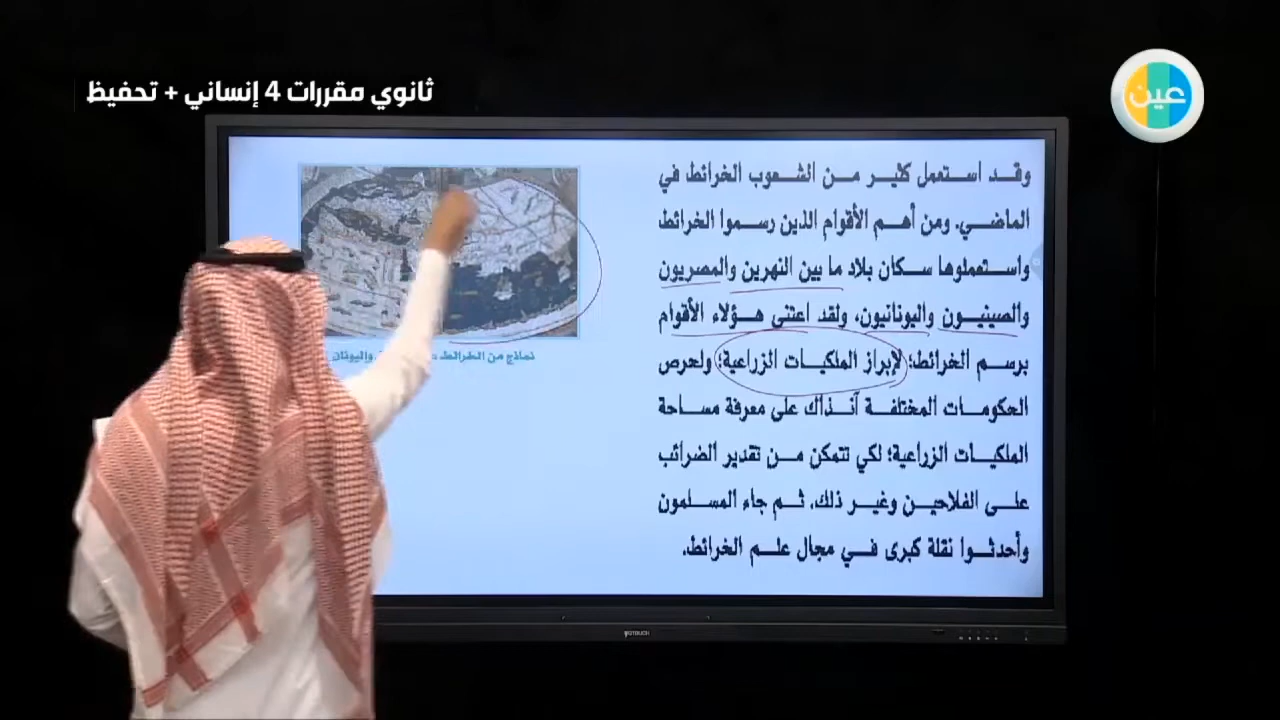 ثانوي مقررات 4 إنساني + تحفيظ
عين
وقد استعمل كثير من الشعوب الخرائط في
الماضي. ومن أهم الأقوام الذين رسموا الخرائط
واستعملوها سكان بلاد ما بين النهرين والمصريون
والصينيون واليونانيون، ولقد اعتنى هؤلاء الأقوام
برسم الخرائط؛ لإبراز الملكيات الزراعية؛ ولحرص
الحكومات المختلفة آنذاك على معرفة مساحة
الملكيات الزراعية؛ لكي تتمكن من تقدير الضرائب
على الفلاحين وغير ذلك. ثم جاء المسلمون
وأحدثوا نقلة كبرى في مجال علم الخرائط.
نماذج من الخرائط واليونان